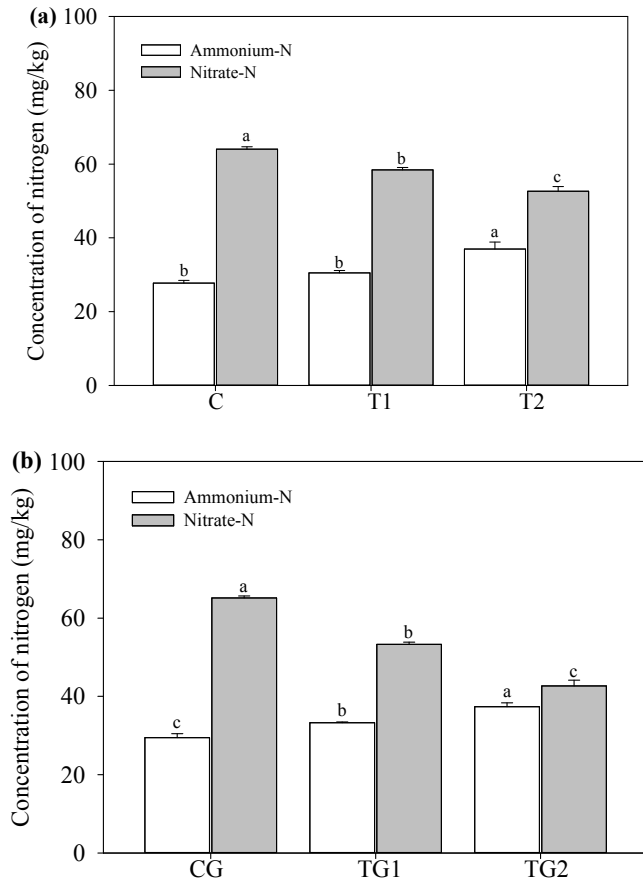 (a)
100
80
60
40
20
0
Concentration of nitrogen (mg/kg)
Ammonium-N
Nitrate-N
b a b b a c
C T1 T2
(b)
100
80
60
40
20
0
Concentration of nitrogen (mg/kg)
Ammonium-N
Nitrate-N
c a b b a c
CG TG1 TG2